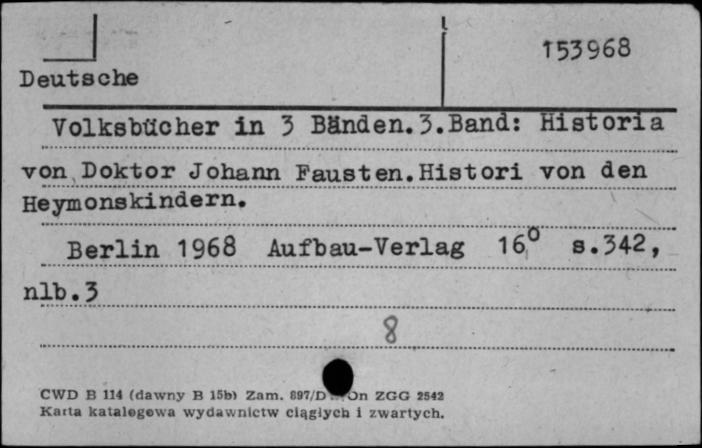 153968
Deutsche
Volksbücher in 3 Bänden.3.Band: Historia
von Doktor Johann Fausten.Histori von den
Heymonskindern.
Berlin 1968 Aufbau-Verlag 16° s.342,
nlb.3
8
CWD B 114 (dawny B 15b) Zam. 897/D On ZGG 2542
Karta katalogowa wydawnictw ciągłych i zwartych.